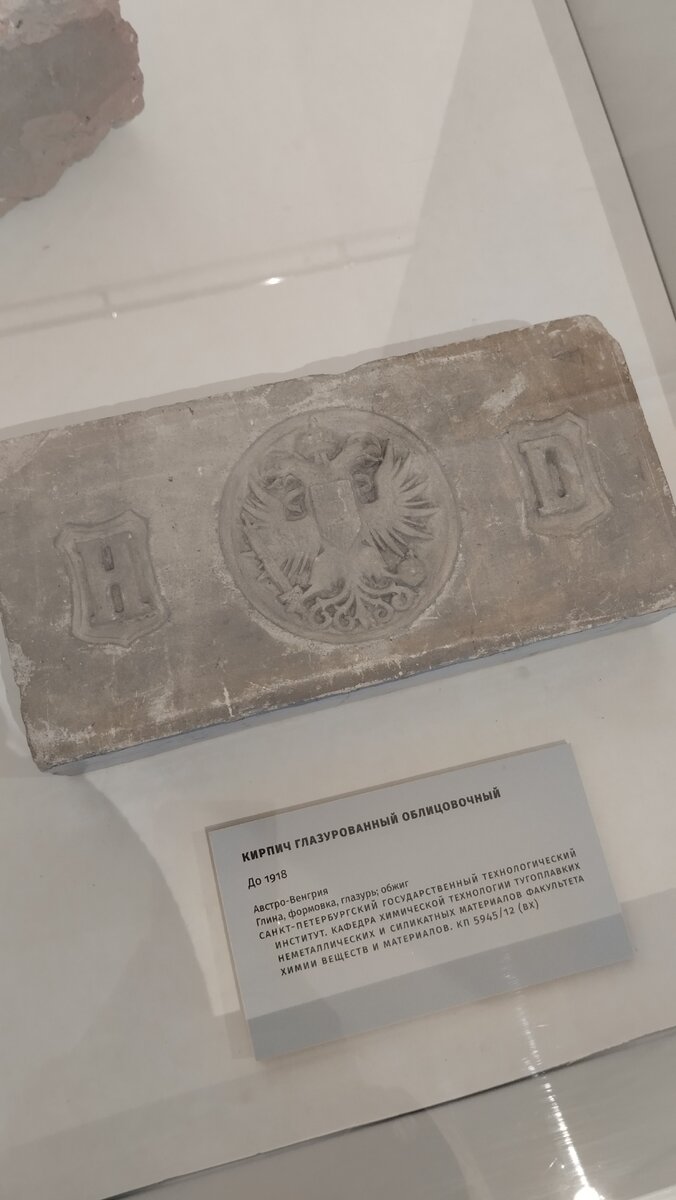 H D
КИРПИЧ ГЛАЗУРОВАННЫЙ ОБЛИЦОВОЧНЫЙ
До 1918
Австро-Венгрия
Глина, формовка, глазурь; обжиг
САНКТ-ПЕТЕРБУРГСКИЙ ГОСУДАРСТВЕННЫЙ ТЕХНОЛОГИЧЕСКИЙ
ИНСТИТУТ. КАФЕДРА ХИМИЧЕСКОЙ ТЕХНОЛОГИИ ТУГОПЛАВКИХ
НЕМЕТАЛЛИЧЕСКИХ И СИЛИКАТНЫХ МАТЕРИАЛОВ ФАКУЛЬТЕТА
ХИМИИ ВЕЩЕСТВ И МАТЕРИАЛОВ. КП 5945/12 (ВХ)